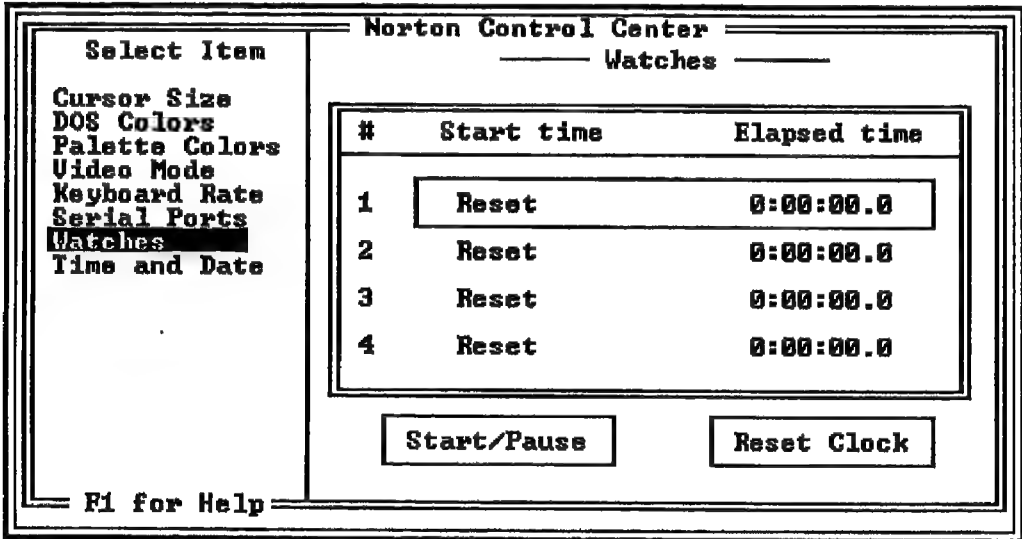 Norton Control Center
Select Item
Cursor Size
DOS Colors
Palette Colors
Video Mode
Keyboard Rate
Serial Ports
Watches
Time and Date
F1 for Help
Watches
# Start time Elapsed time
1 Reset 0:00:00.0
2 Reset 0:00:00.0
3 Reset 0:00:00.0
4 Reset 0:00:00.0
Start/Pause Reset Clock